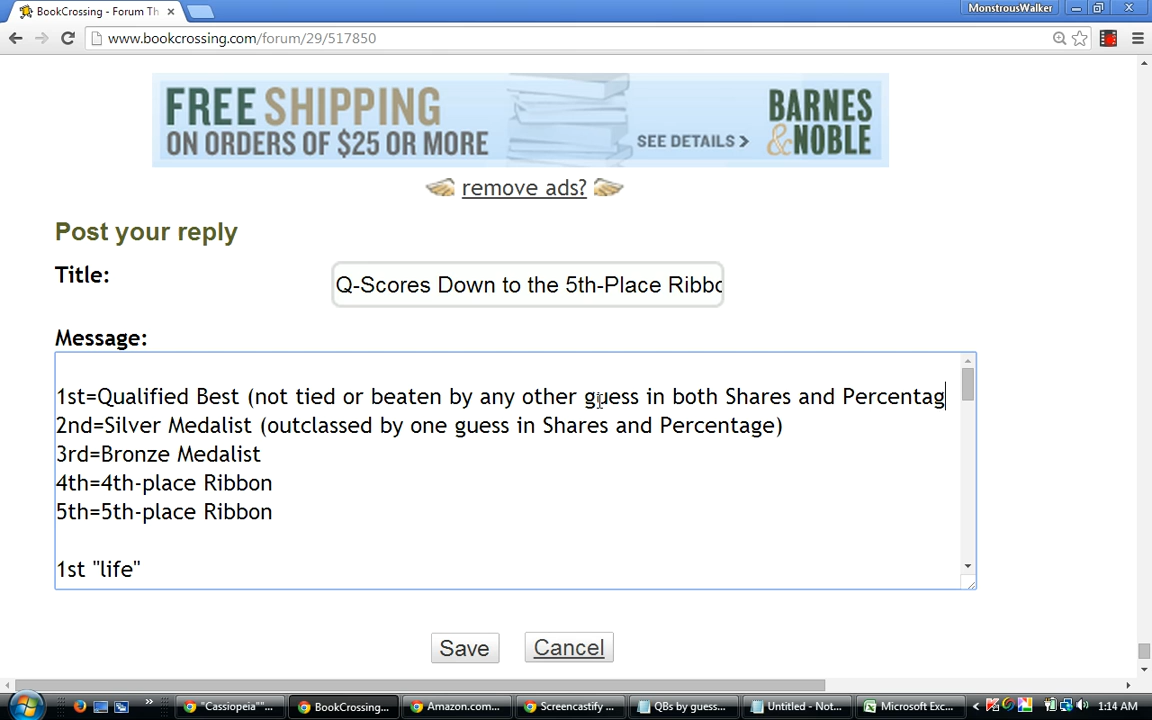 BookCrossing - Forum Th
MonstrousWalker
www.bookcrossing.com/forum/29/517850
FREE SHIPPING
ON ORDERS OF $25 OR MORE
SEE DETAILS >
BARNES
& NOBLE
remove ads?
Post your reply
Title:
Q-Scores Down to the 5th-Place Ribbo
Message:
1st=Qualified Best (not tied or beaten by any other guess in both Shares and Percentag
2nd=Silver Medalist (outclassed by one guess in Shares and Percentage)
3rd=Bronze Medalist
4th=4th-place Ribbon
5th=5th-place Ribbon
1st "life"
Save
Cancel
"Cassiopeia""...
BookCrossing...
Amazon.com...
Screencastify ...
QBs by guess...
Untitled - Not...
Microsoft Exc...
1:14 AM